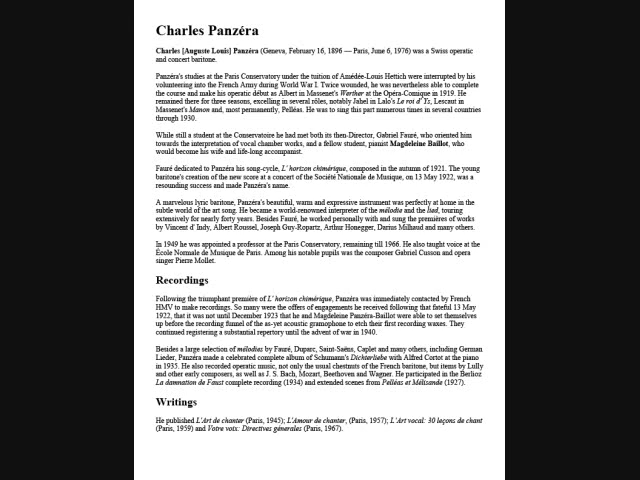 Charles Panzéra
Charles [Auguste Louis] Panzéra (Geneva, February 16, 1896 — Paris, June 6, 1976) was a Swiss operatic
and concert baritone.
Panzéra's studies at the Paris Conservatory under the tuition of Amédée-Louis Hettich were interrupted by his
volunteering into the French Army during World War I. Twice wounded, he was nevertheless able to complete
the course and make his operatic début as Albert in Massenet's Werther at the Opéra-Comique in 1919. He
remained there for three seasons, excelling in several rôles, notably Jahel in Lalo's Le roi d'Ys, Lescaut in
Massenet's Manon and, most permanently, Pelléas. He was to sing this part numerous times in several countries
through 1930.
While still a student at the Conservatoire he had met both its then-Director, Gabriel Fauré, who oriented him
towards the interpretation of vocal chamber works, and a fellow student, pianist Magdeleine Baillot, who
would become his wife and life-long accompanist.
Fauré dedicated to Panzéra his song-cycle, L' horizon chimérique, composed in the autumn of 1921. The young
baritone's creation of the new score at a concert of the Société Nationale de Musique, on 13 May 1922, was a
resounding success and made Panzéra's name.
A marvelous lyric baritone, Panzéra's beautiful, warm and expressive instrument was perfectly at home in the
subtle world of the art song. He became a world-renowned interpreter of the mélodie and the lied, touring
extensively for nearly forty years. Besides Fauré, he worked personally with and sung the premières of works
by Vincent d' Indy, Albert Roussel, Joseph Guy-Ropartz, Arthur Honegger, Darius Milhaud and many others.
In 1949 he was appointed a professor at the Paris Conservatory, remaining till 1966. He also taught voice at the
École Normale de Musique de Paris. Among his notable pupils was the composer Gabriel Cusson and opera
singer Pierre Mollet.
Recordings
Following the triumphant première of L' horizon chimérique, Panzéra was immediately contacted by French
HMV to make recordings. So many were the offers of engagements he received following that fateful 13 May
1922, that it was not until December 1923 that he and Magdeleine Panzéra-Baillot were able to set themselves
up before the recording funnel of the as-yet acoustic gramophone to etch their first recording waxes. They
continued registering a substantial repertory until the advent of war in 1940.
Besides a large selection of mélodies by Fauré, Duparc, Saint-Saëns, Caplet and many others, including German
Lieder, Panzéra made a celebrated complete album of Schumann's Dichterliebe with Alfred Cortot at the piano
in 1935. He also recorded operatic music, not only the usual chestnuts of the French baritone, but items by Lully
and other early composers, as well as J. S. Bach, Mozart, Beethoven and Wagner. He participated in the Berlioz
La damnation de Faust complete recording (1934) and extended scenes from Pelléas et Mélisande (1927).
Writings
He published L'Art de chanter (Paris, 1945); L'Amour de chanter, (Paris, 1957); L'Art vocal: 30 leçons de chant
(Paris, 1959) and Votre voix: Directives génerales (Paris, 1967).